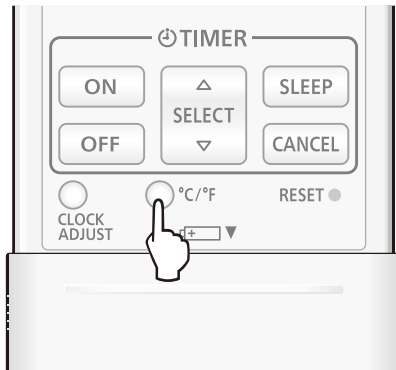 TIMER
ON
SELECT
SLEEP
OFF
CANCEL
°C/°F
RESET
CLOCK
ADJUST
+